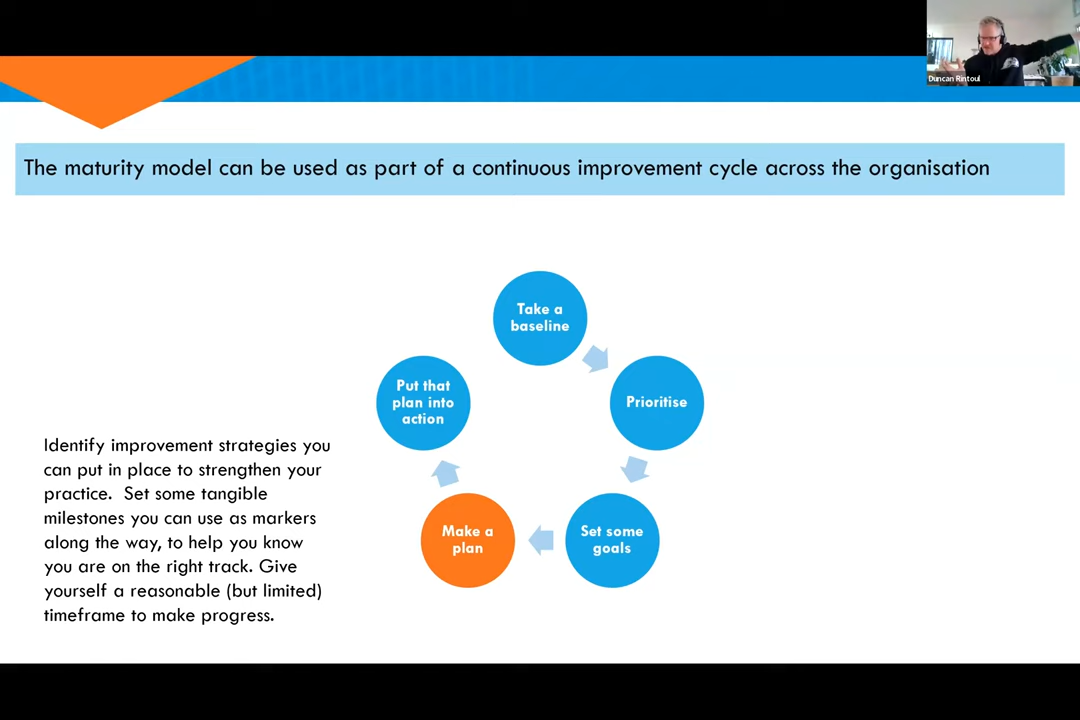 Duncan Rintoul
The maturity model can be used as part of a continuous improvement cycle across the organisation
Take a
baseline
Prioritise
Set some
goals
Make a
plan
Put that
plan into
action
Identify improvement strategies you
can put in place to strengthen your
practice.  Set some tangible
milestones you can use as markers
along the way, to help you know
you are on the right track. Give
yourself a reasonable (but limited)
timeframe to make progress.